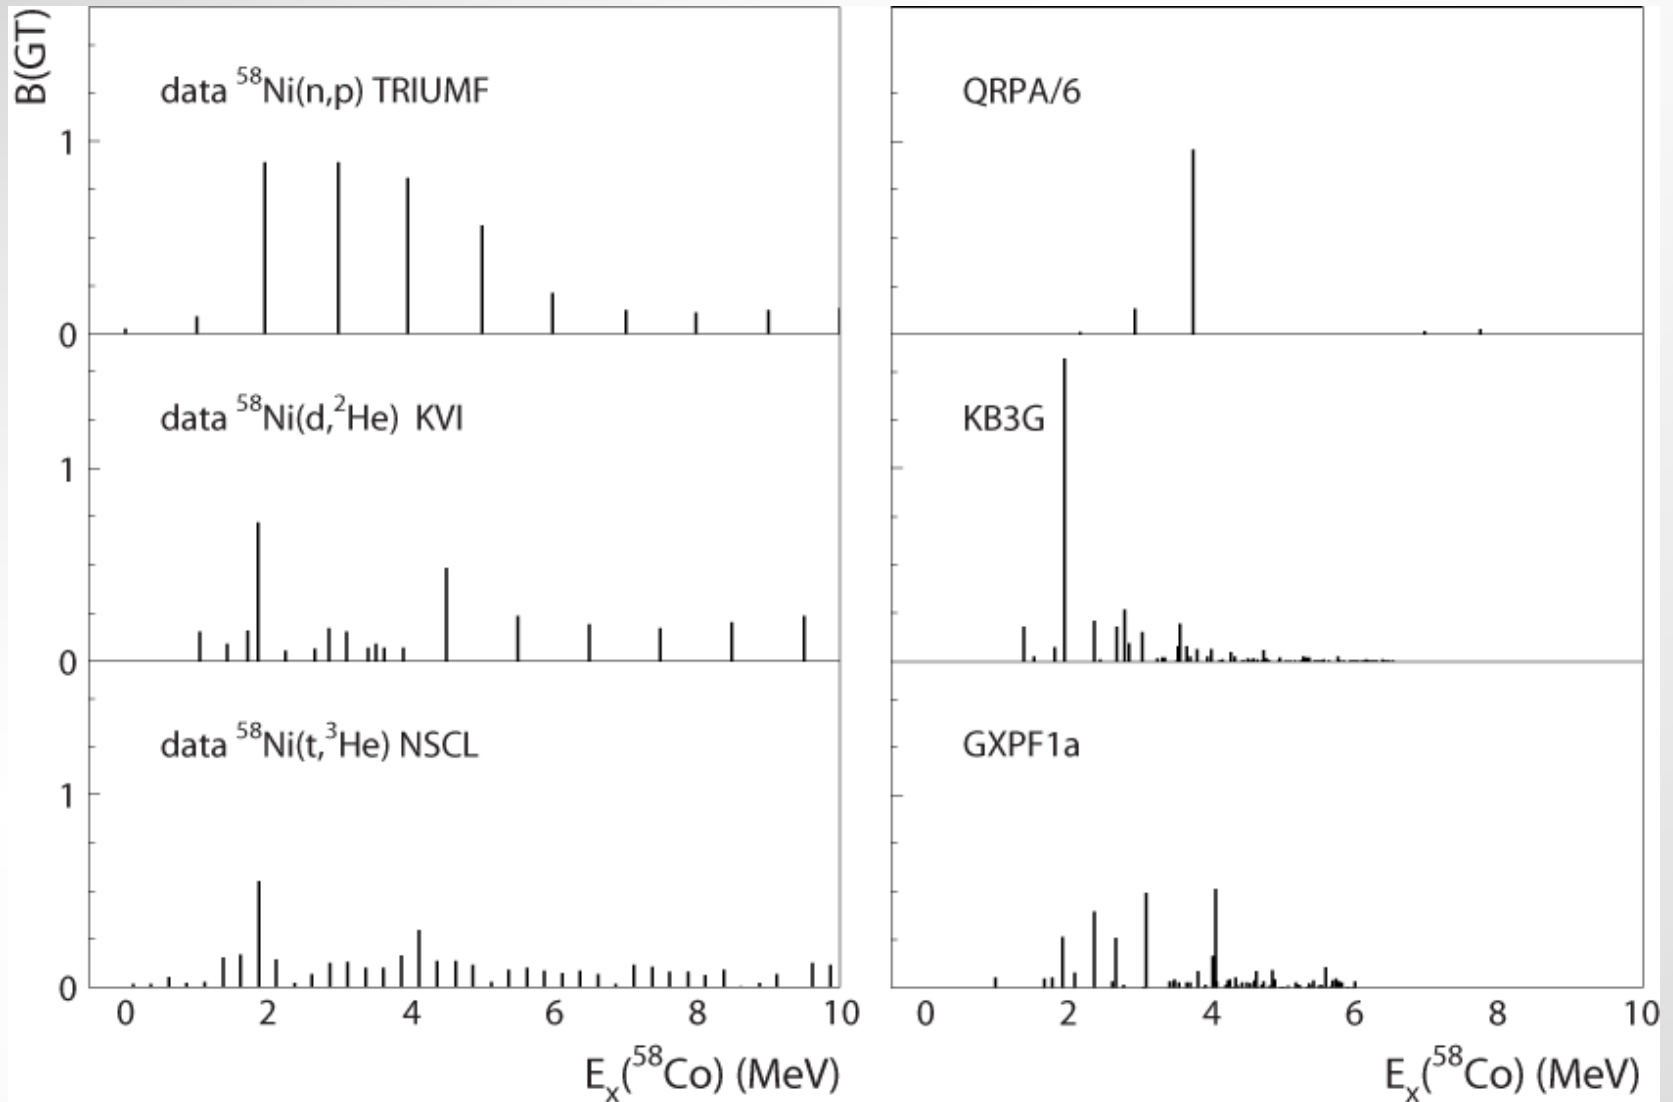 B(GT)
data ⁵⁸Ni(n,p) TRIUMF
1
0
QRPA/6
data ⁵⁸Ni(d,²He) KVI
1
0
KB3G
data ⁵⁸Ni(t,³He) NSCL
1
0
GXPF1a
0 2 4 6 8 10
0 2 4 6 8 10
Eₓ(⁵⁸Co) (MeV)
Eₓ(⁵⁸Co) (MeV)